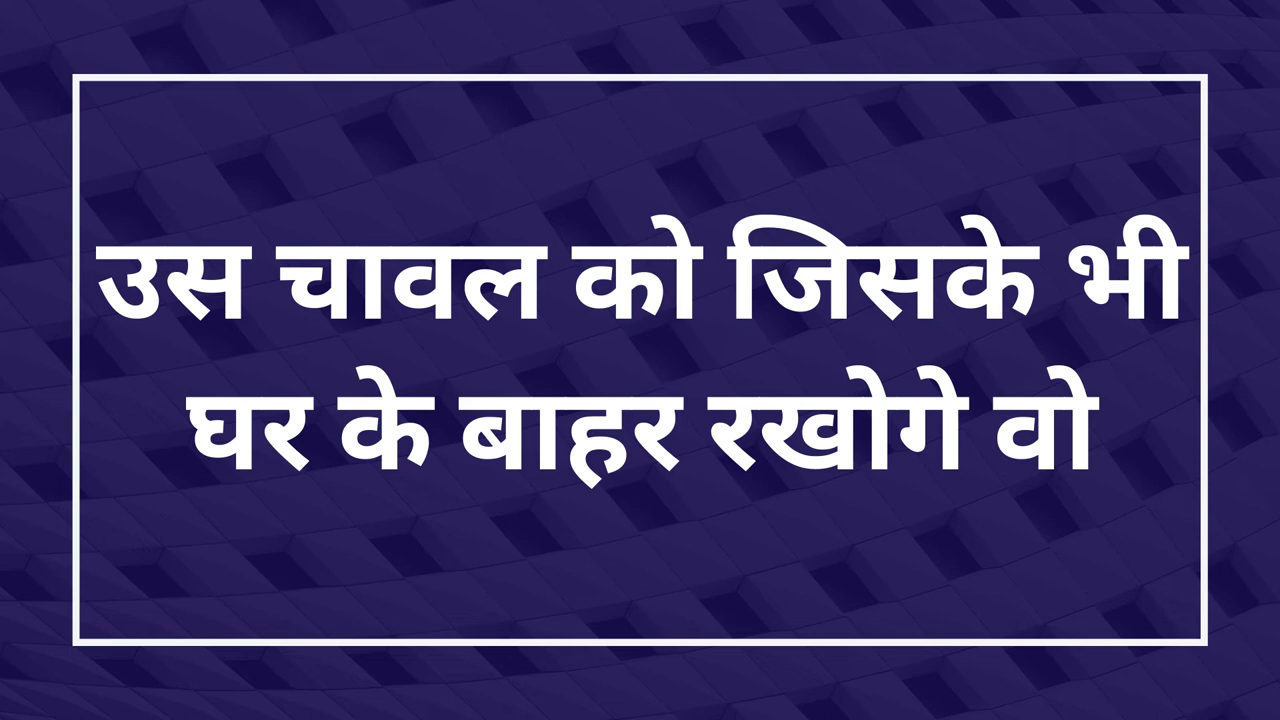 उस चावल को जिसके भी
घर के बाहर रखोगे वो